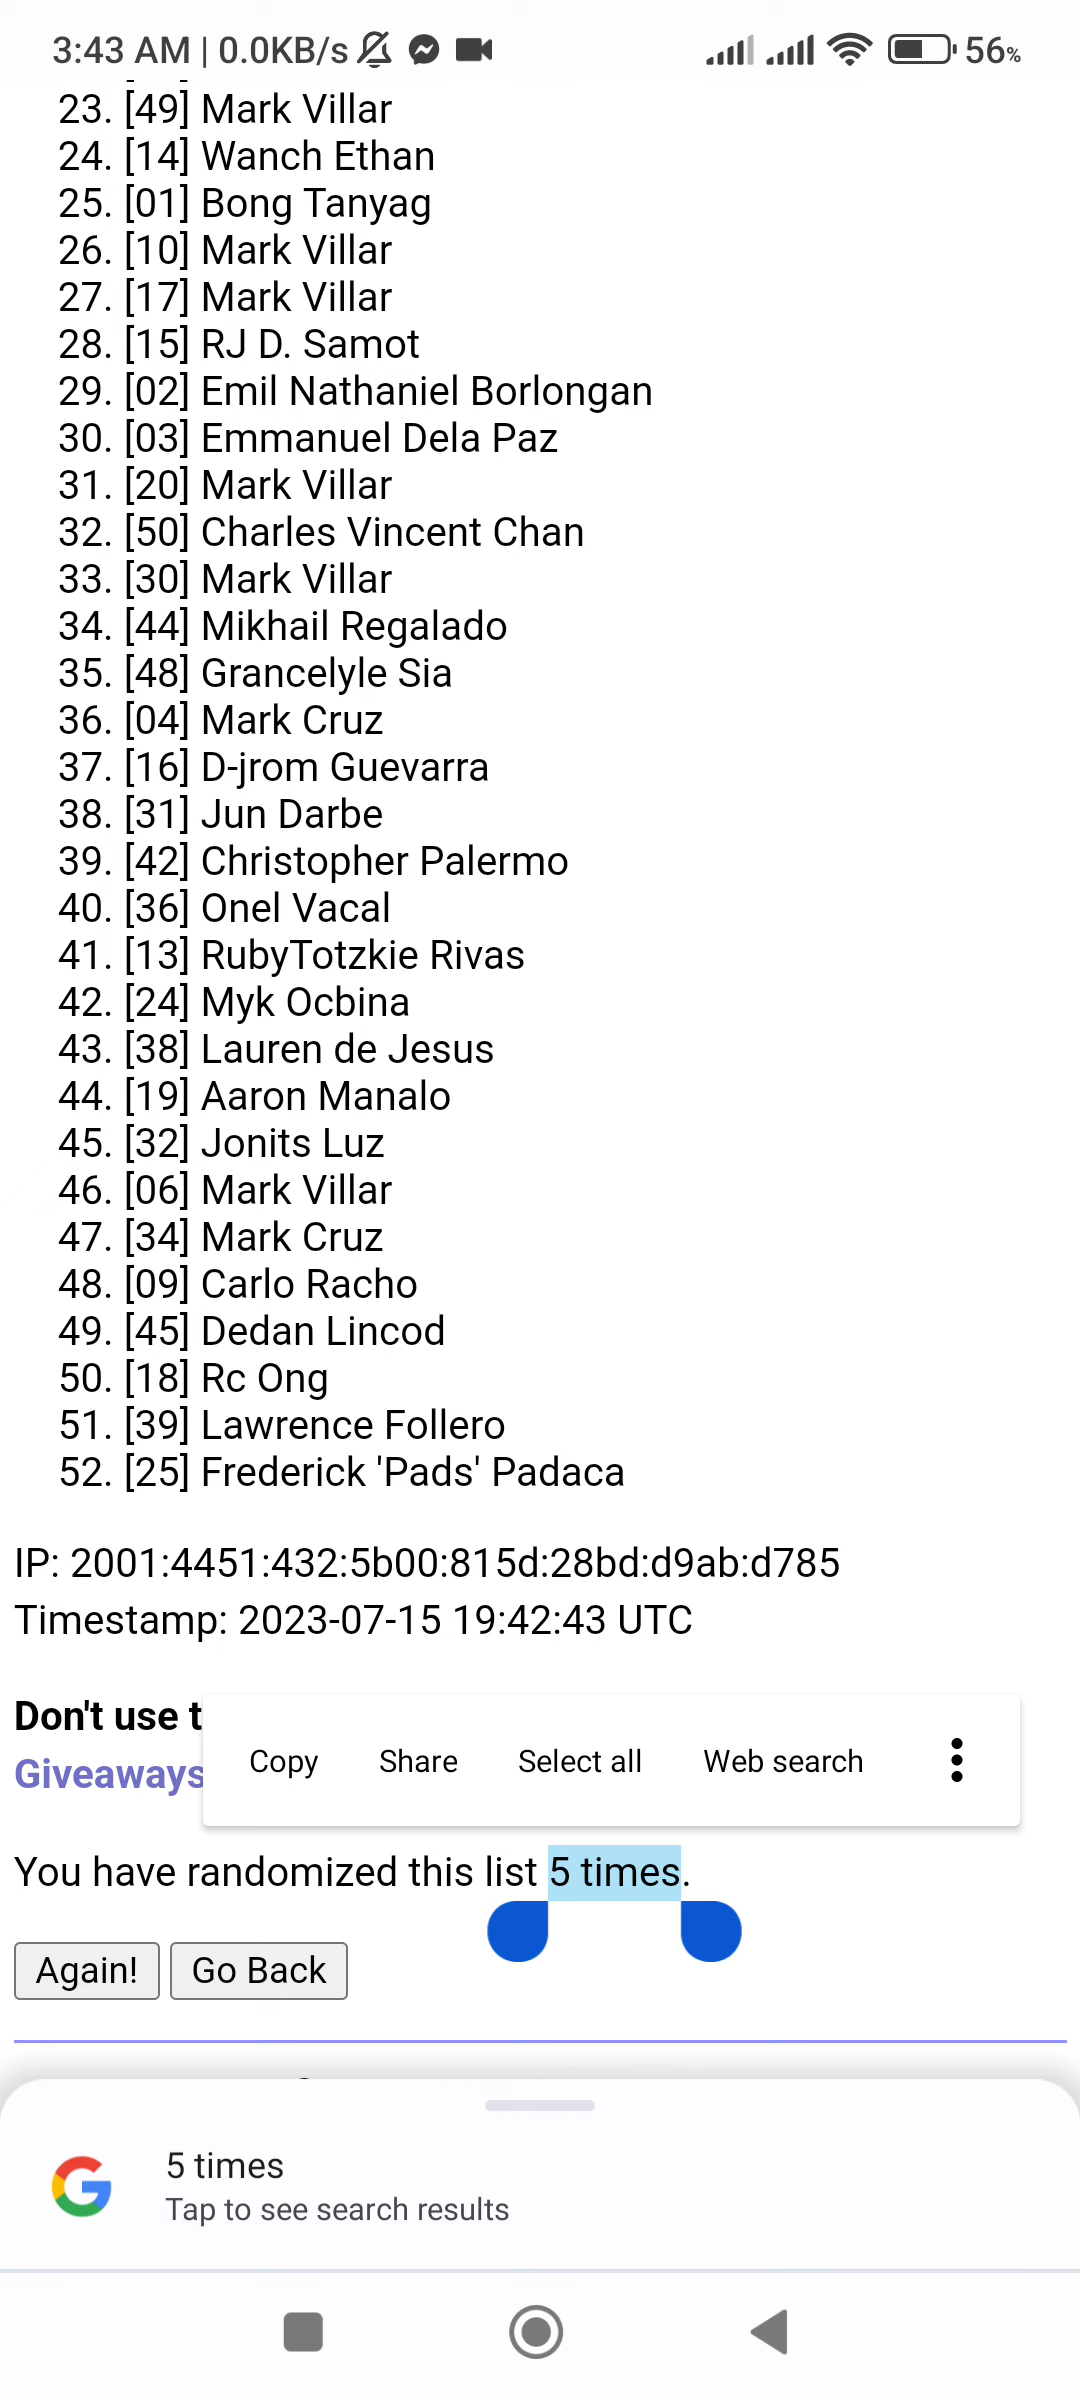 3:43 AM | 0.0KB/s 56%
23. [49] Mark Villar
24. [14] Wanch Ethan
25. [01] Bong Tanyag
26. [10] Mark Villar
27. [17] Mark Villar
28. [15] RJ D. Samot
29. [02] Emil Nathaniel Borlongan
30. [03] Emmanuel Dela Paz
31. [20] Mark Villar
32. [50] Charles Vincent Chan
33. [30] Mark Villar
34. [44] Mikhail Regalado
35. [48] Grancelyle Sia
36. [04] Mark Cruz
37. [16] D-jrom Guevarra
38. [31] Jun Darbe
39. [42] Christopher Palermo
40. [36] Onel Vacal
41. [13] RubyTotzkie Rivas
42. [24] Myk Ocbina
43. [38] Lauren de Jesus
44. [19] Aaron Manalo
45. [32] Jonits Luz
46. [06] Mark Villar
47. [34] Mark Cruz
48. [09] Carlo Racho
49. [45] Dedan Lincod
50. [18] Rc Ong
51. [39] Lawrence Follero
52. [25] Frederick 'Pads' Padaca
IP: 2001:4451:432:5b00:815d:28bd:d9ab:d785
Timestamp: 2023-07-15 19:42:43 UTC
Don't use t
Giveaways
Copy Share Select all Web search
You have randomized this list 5 times.
Again! Go Back
5 times
Tap to see search results